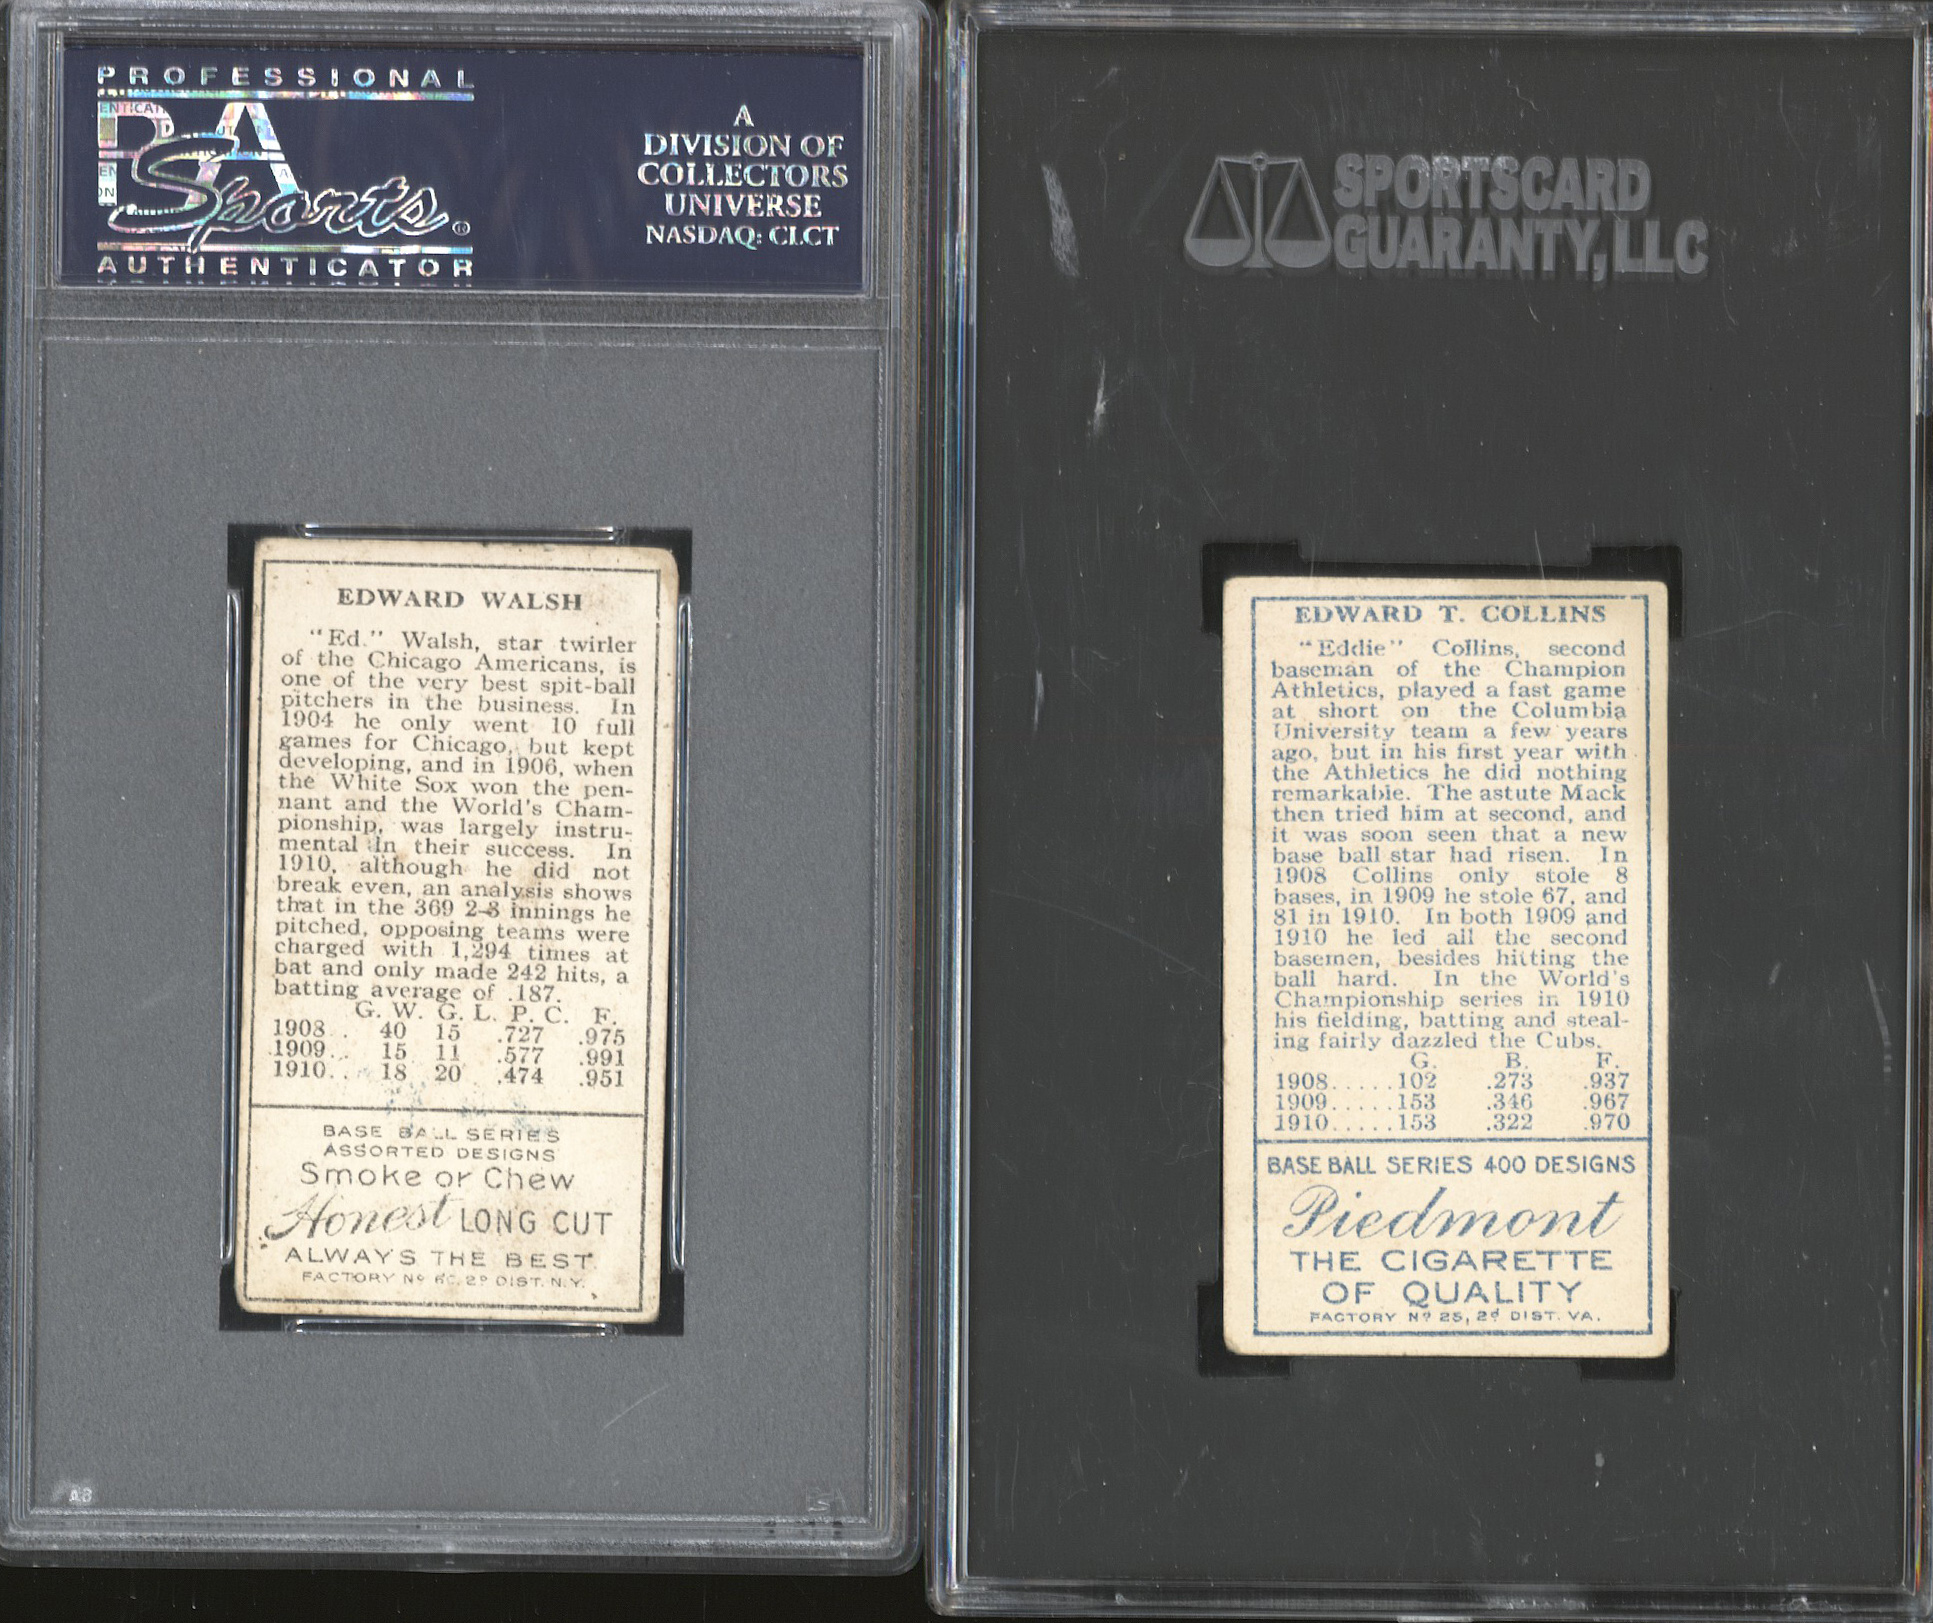 PROFESSIONAL
PSA
Sports®
AUTHENTICATOR
A
DIVISION OF
COLLECTORS
UNIVERSE
NASDAQ: CLCT
EDWARD WALSH
"Ed." Walsh, star twirler
of the Chicago Americans, is
one of the very best spit-ball
pitchers in the business. In
1904 he only went 10 full
games for Chicago, but kept
developing, and in 1906, when
the White Sox won the pen-
nant and the World's Cham-
pionship, was largely instru-
mental in their success. In
1910, although he did not
break even, an analysis shows
that in the 369 2-3 innings he
pitched, opposing teams were
charged with 1,294 times at
bat and only made 242 hits, a
batting average of .187.
G. W. G. L. P. C. F.
1908.. 40 15 .727 .975
1909.. 15 11 .577 .991
1910.. 18 20 .474 .951
BASE BALL SERIES
ASSORTED DESIGNS
Smoke or Chew
Honest LONG CUT
ALWAYS THE BEST
FACTORY Nº 2D DIST. N.Y.
SPORTSCARD
GUARANTY, LLC
EDWARD T. COLLINS
"Eddie" Collins, second
baseman of the Champion
Athletics, played a fast game
at short on the Columbia
University team a few years
ago, but in his first year with
the Athletics he did nothing
remarkable. The astute Mack
then tried him at second, and
it was soon seen that a new
base ball star had risen. In
1908 Collins only stole 8
bases, in 1909 he stole 67, and
81 in 1910. In both 1909 and
1910 he led all the second
basemen, besides hitting the
ball hard. In the World's
Championship series in 1910
his fielding, batting and steal-
ing fairly dazzled the Cubs.
G. B. F.
1908.....102 .273 .937
1909.....153 .346 .967
1910.....153 .322 .970
BASE BALL SERIES 400 DESIGNS
Piedmont
THE CIGARETTE
OF QUALITY
FACTORY Nº 25, 2d DIST. VA.